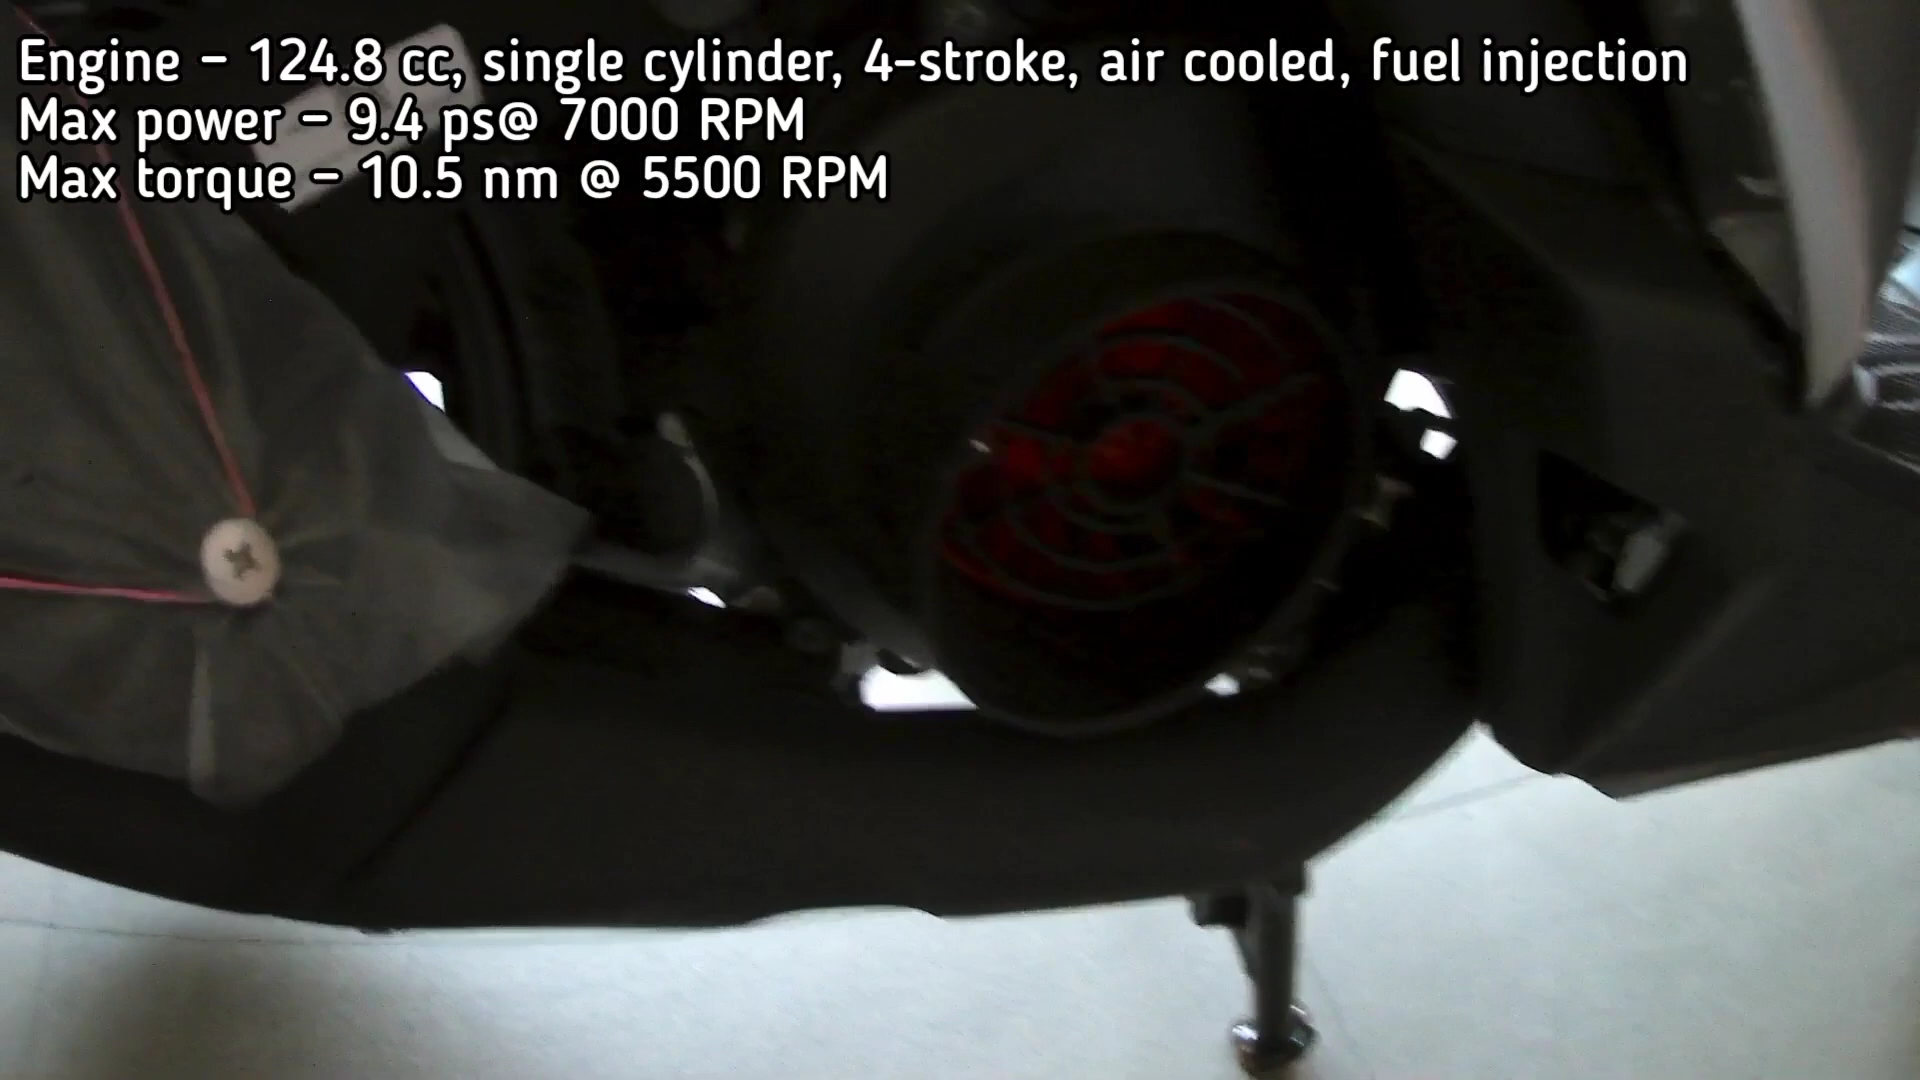 Engine – 124.8 cc, single cylinder, 4-stroke, air cooled, fuel injection
Max power – 9.4 ps@ 7000 RPM
Max torque – 10.5 nm @ 5500 RPM